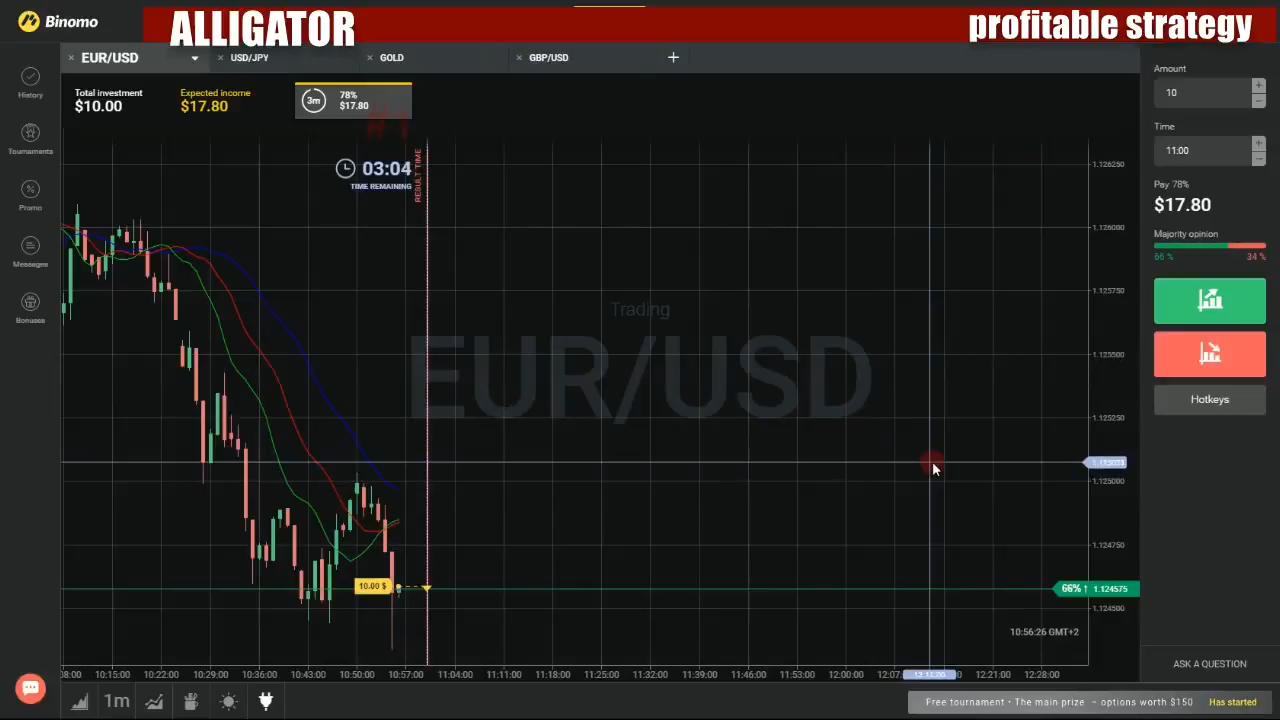 Binomo
ALLIGATOR
profitable strategy
EUR/USD
USD/JPY
GOLD
GBP/USD
Total investment
$10.00
Expected income
$17.80
3m
78%
$17.80
03:04
TIME REMAINING
RESULT TIME
History
Tournaments
Promo
Messages
Bonuses
Trading
EUR/USD
1.126250
1.126000
1.125750
1.125500
1.125250
1.125000
1.124750
66% ↑ 1.124575
1.124500
10.00 $
10:56:26 GMT+2
:08:00 10:15:00 10:22:00 10:29:00 10:36:00 10:43:00 10:50:00 10:57:00 11:04:00 11:11:00 11:18:00 11:25:00 11:32:00 11:39:00 11:46:00 11:53:00 12:00:00 12:07: 12:21:00 12:28:00
Amount
10
Time
11:00
Pay 78%
$17.80
Majority opinion
66 % 34 %
Hotkeys
ASK A QUESTION
1m
Free tournament • The main prize – options worth $150 Has started